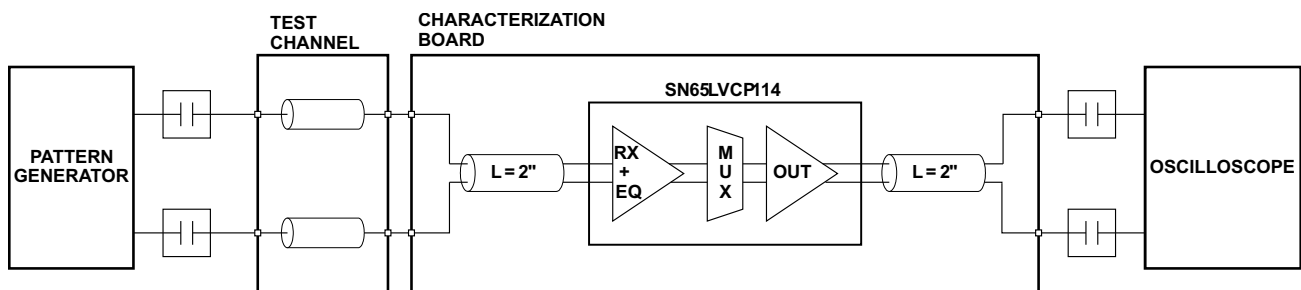 TEST
CHANNEL
CHARACTERIZATION
BOARD
SN65LVCP114
PATTERN
GENERATOR
L = 2"
RX
+
EQ
M
U
X
OUT
L = 2"
OSCILLOSCOPE